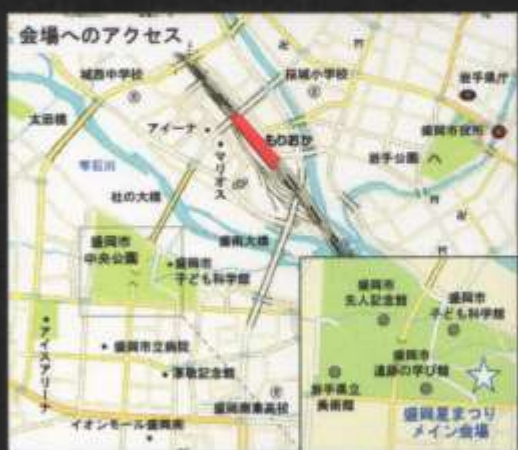 会場へのアクセス
城西中学校
桜城小学校
岩手県庁
太田橋
アイーナ
もりおか
盛岡市役所
マリオス
岩手公園
雫石川
杜の大橋
盛南大橋
盛岡市
中央公園
盛岡市
子ども科学館
盛岡市
先人記念館
盛岡市
子ども科学館
アイスアリーナ
盛岡市立病院
原敬記念館
盛岡市
遺跡の学び館
岩手県立
美術館
盛岡商業高校
イオンモール盛岡南
盛岡星まつり
メイン会場